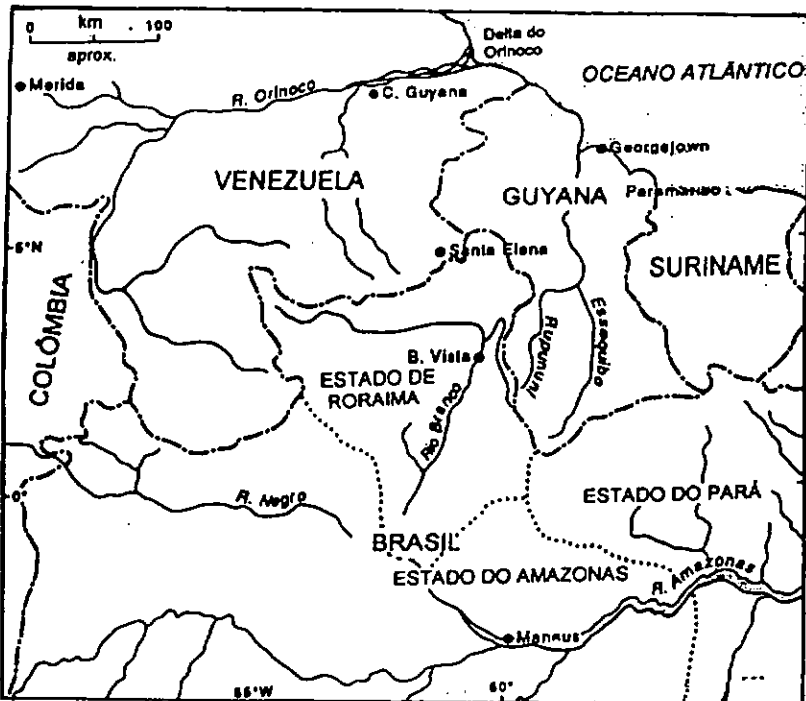 0 km 190
aprox.
Delta do
Orinoco
OCEANO ATLÂNTICO
Merida
R. Orinoco
C. Guyana
Georgejown
VENEZUELA
GUYANA
Paramaribo
5°N
Santa Elena
SURINAME
COLÔMBIA
Rupununi
Essequibo
B. Vista
ESTADO DE
RORAIMA
Rio Branco
0°
R. Negro
ESTADO DO PARÁ
BRASIL
ESTADO DO AMAZONAS
R. Amazonas
Manaus
65°W
60°